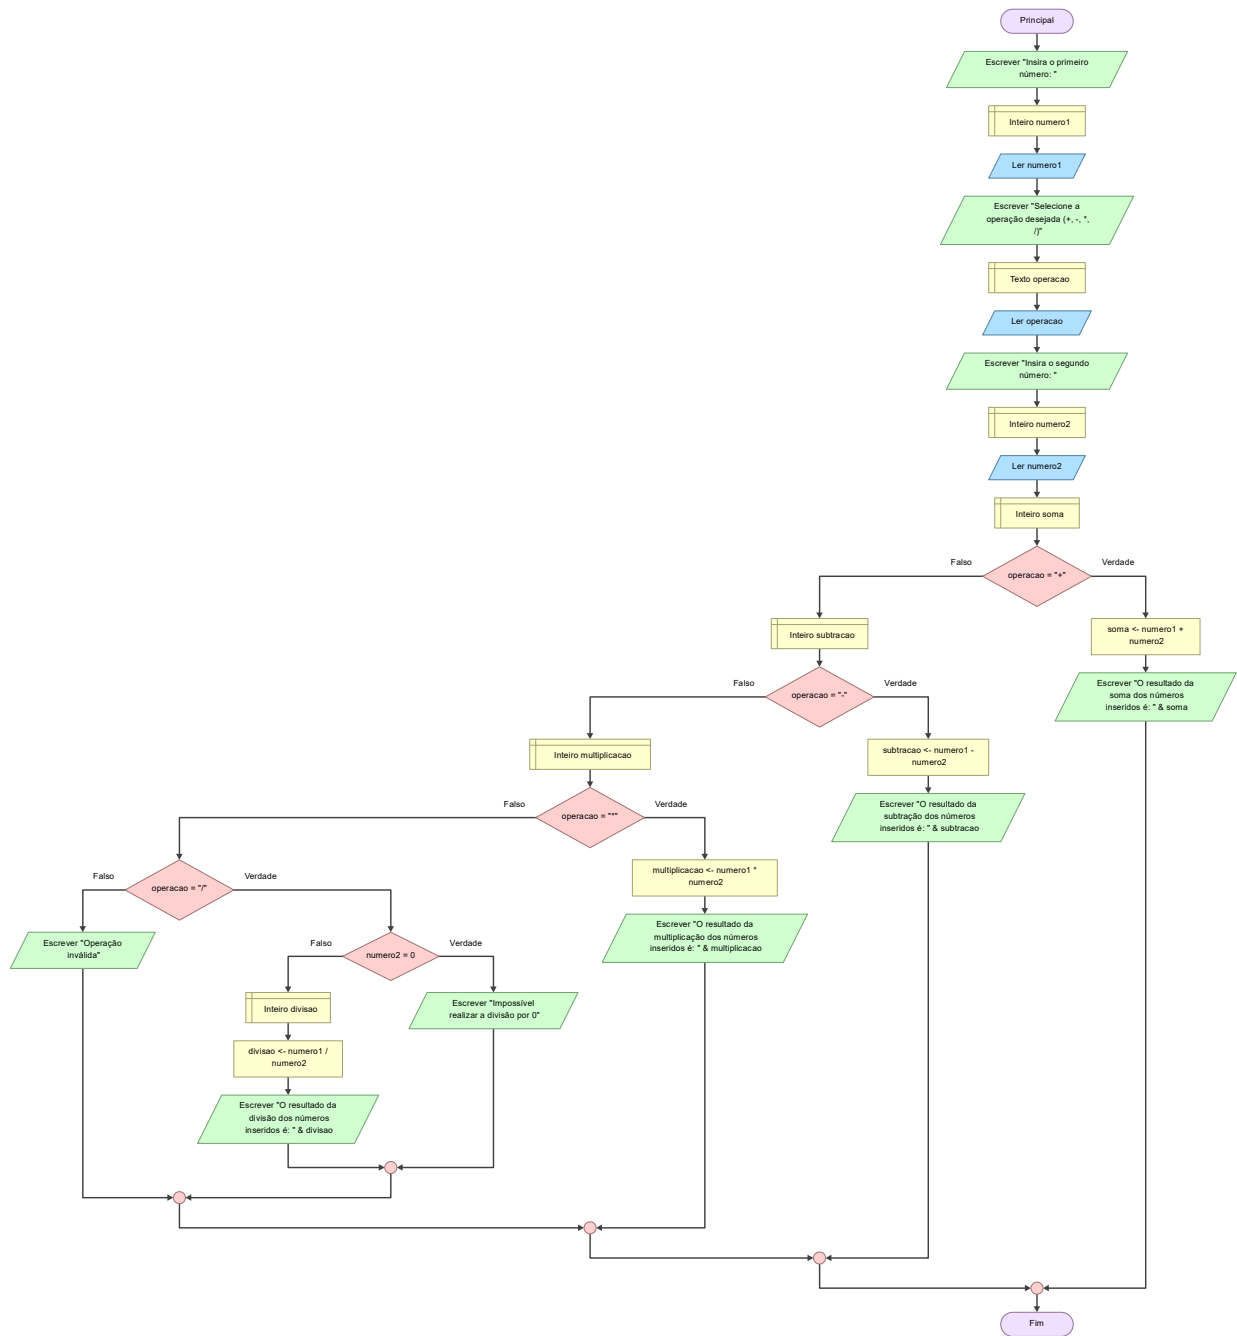 Principal
Escrever "Insira o primeiro
número: "
Inteiro numero1
Ler numero1
Escrever "Selecione a
operação desejada (+, -, *,
/)"
Texto operacao
Ler operacao
Escrever "Insira o segundo
número: "
Inteiro numero2
Ler numero2
Inteiro soma
Falso
Verdade
operacao = "+"
Inteiro subtracao
soma <- numero1 +
numero2
Falso
Verdade
operacao = "-"
Escrever "O resultado da
soma dos números
inseridos é: " & soma
Inteiro multiplicacao
subtracao <- numero1 -
numero2
Falso
Verdade
operacao = "*"
Escrever "O resultado da
subtração dos números
inseridos é: " & subtracao
Falso
Verdade
operacao = "/"
multiplicacao <- numero1 *
numero2
Escrever "Operação
inválida"
Falso
Verdade
numero2 = 0
Escrever "O resultado da
multiplicação dos números
inseridos é: " & multiplicacao
Inteiro divisao
Escrever "Impossível
realizar a divisão por 0"
divisao <- numero1 /
numero2
Escrever "O resultado da
divisão dos números
inseridos é: " & divisao
Fim